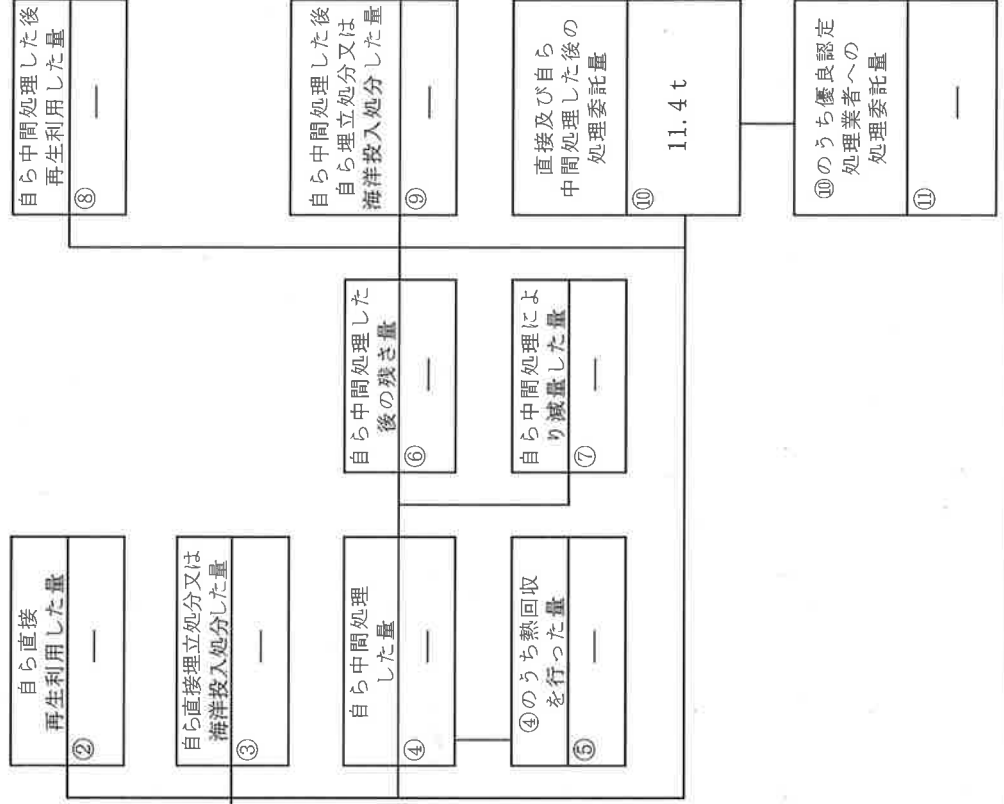 自ら直接
再生利用した量
②
—
自ら直接埋立処分又は
海洋投入処分した量
③
—
自ら中間処理
した量
④
—
④のうち熱回収
を行った量
⑤
—
自ら中間処理した
後の残さ量
⑥
—
自ら中間処理によ
り減量した量
⑦
—
自ら中間処理した後
再生利用した量
⑧
—
自ら中間処理した後
自ら埋立処分又は
海洋投入処分した量
⑨
—
直接及び自ら
中間処理した後の
処理委託量
⑩
11.4t
⑩のうち優良認定
処理業者への
処理委託量
⑪
—